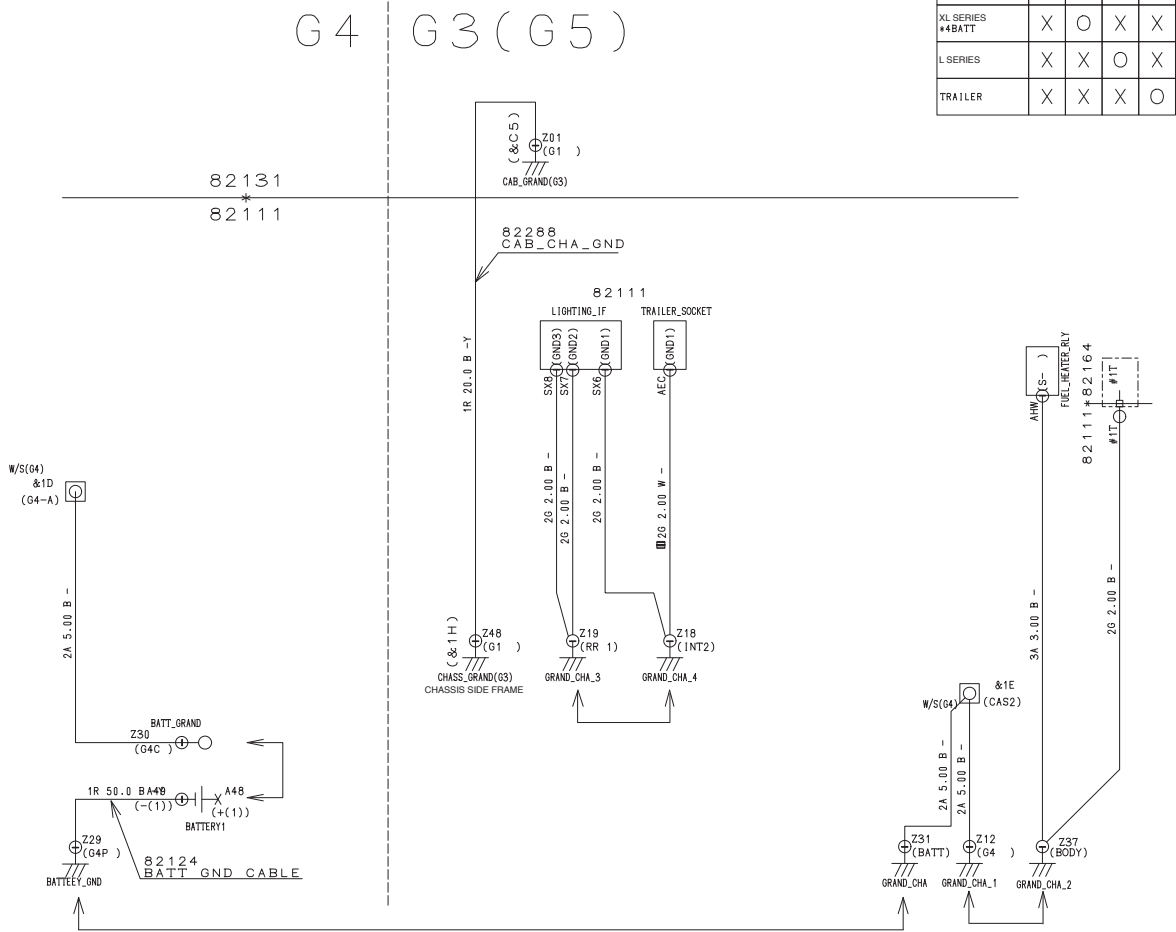 G4 G3(G5)
XL SERIES
*4BATT X O X X
L SERIES X X O X
TRAILER X X X O
(&C5)
Z01
(G1 )
CAB_GRAND(G3)
82131
*
82111
82288
CAB_CHA_GND
82111
LIGHTING_IF
TRAILER_SOCKET
(GND3)
(GND2)
(GND1)
(GND1)
SX8
SX7
SX6
AEC
1R 20.0 B -Y
FUEL_HEATER_RLY
(S- )
AHW
82111*82164
#1T
#1T
W/S(G4)
&1D
(G4-A)
2G 2.00 B -
2G 2.00 B -
2G 2.00 B -
2G 2.00 W -
2A 5.00 B -
3A 3.00 B -
2G 2.00 B -
(&1H)
Z48
(G1 )
CHASS_GRAND(G3)
CHASSIS SIDE FRAME
Z19
(RR 1)
GRAND_CHA_3
Z18
(INT2)
GRAND_CHA_4
W/S(G4)
&1E
(CAS2)
BATT_GRAND
Z30
(G4C )
2A 5.00 B -
2A 5.00 B -
1R 50.0 B
(-(1))
A48
(+(1))
BATTERY1
Z29
(G4P )
BATTEEY_GND
82124
BATT GND CABLE
Z31
(BATT)
GRAND_CHA
Z12
(G4 )
GRAND_CHA_1
Z37
(BODY)
GRAND_CHA_2